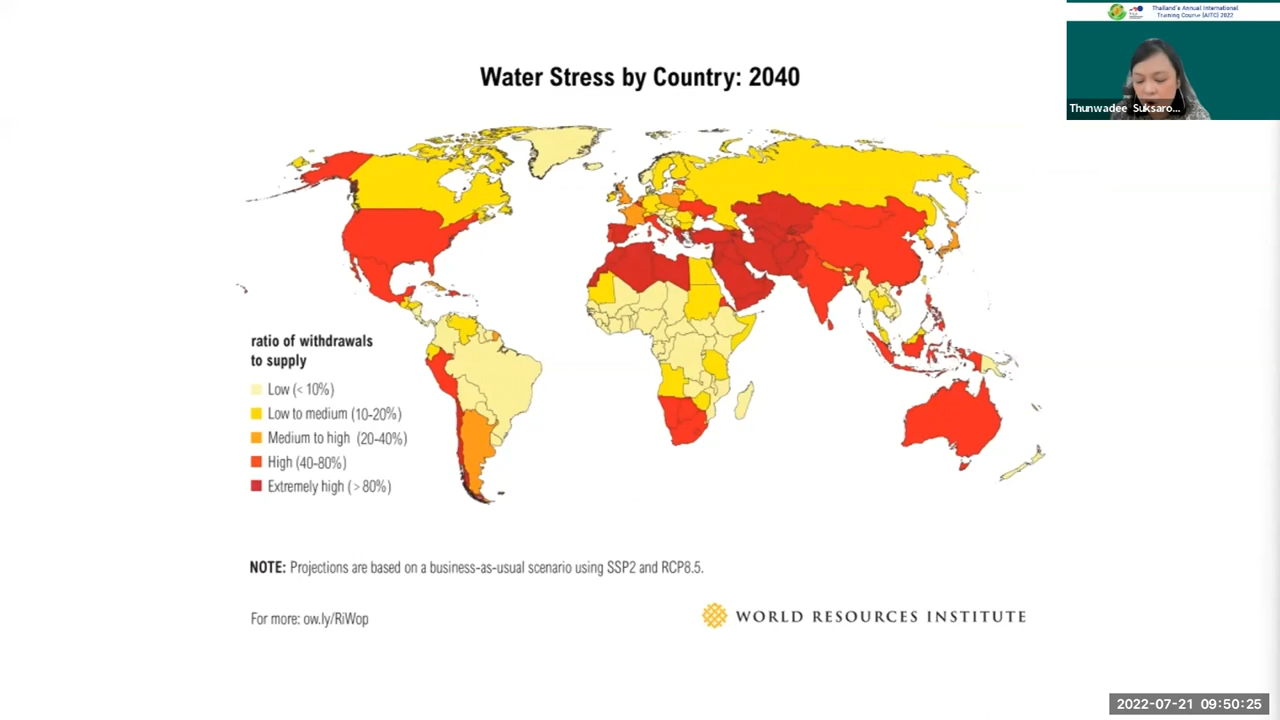 Thailand's Annual International
Training Course (AITC) 2022
Thunwadee Suksaro...
Water Stress by Country: 2040
ratio of withdrawals
to supply
Low (< 10%)
Low to medium (10-20%)
Medium to high (20-40%)
High (40-80%)
Extremely high (> 80%)
NOTE: Projections are based on a business-as-usual scenario using SSP2 and RCP8.5.
For more: ow.ly/RiWop
WORLD RESOURCES INSTITUTE
2022-07-21 09:50:25